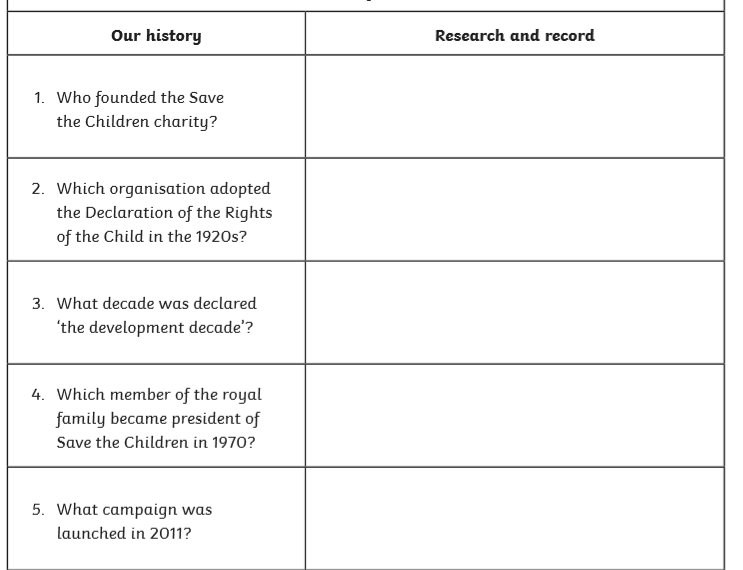 Our history
Research and record
1. Who founded the Save
the Children charity?
2. Which organisation adopted
the Declaration of the Rights
of the Child in the 1920s?
3. What decade was declared
‘the development decade’?
4. Which member of the royal
family became president of
Save the Children in 1970?
5. What campaign was
launched in 2011?